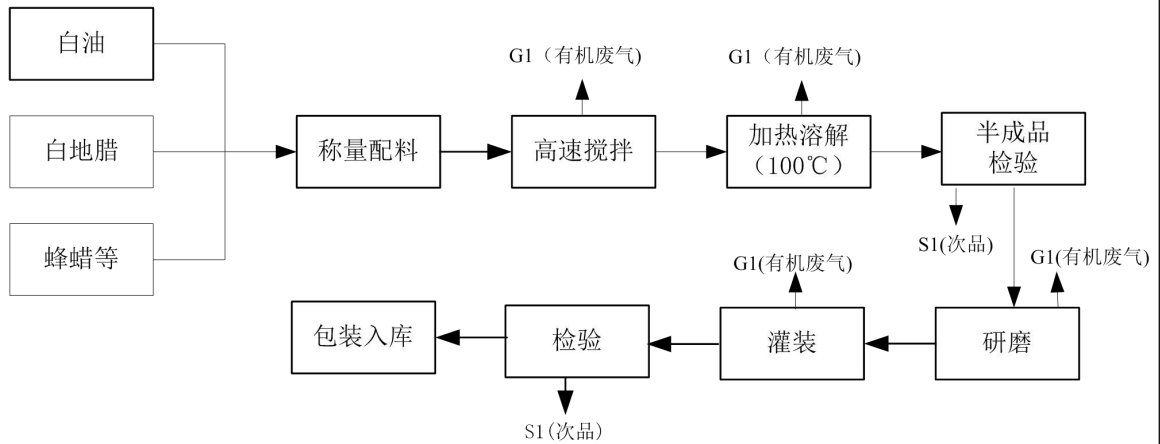 白油
白地腊
蜂蜡等
称量配料
G1（有机废气)
高速搅拌
G1（有机废气)
加热溶解
（100℃）
半成品
检验
S1(次品)
G1(有机废气)
研磨
G1(有机废气)
灌装
检验
S1(次品)
包装入库